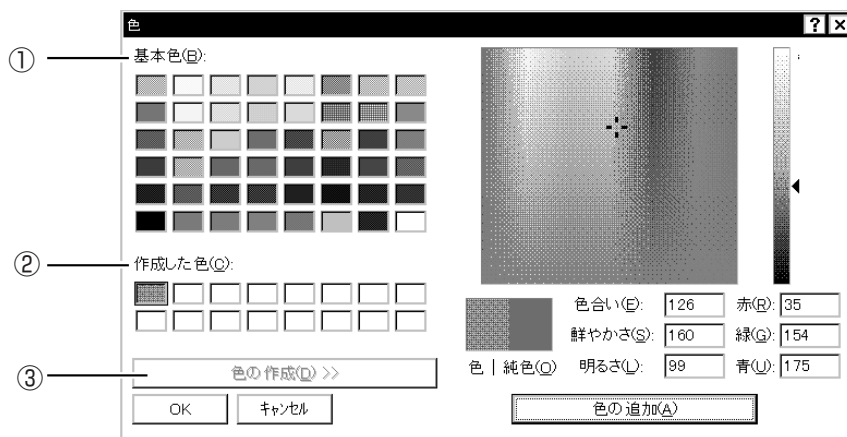 色
? ×
① 基本色(B):
② 作成した色(C):
③ 色の作成(D) >>
OK キャンセル
色 | 純色(O)
色合い(E): 126 赤(R): 35
鮮やかさ(S): 160 緑(G): 154
明るさ(L): 99 青(U): 175
色の追加(A)